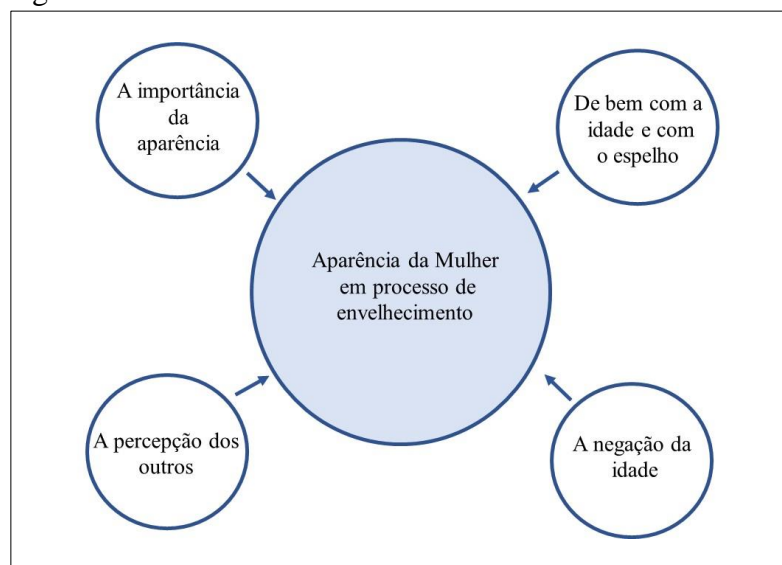 A importância
da
aparência
De bem com a
idade e com
o espelho
Aparência da Mulher
em processo de
envelhecimento
A percepção dos
outros
A negação da
idade